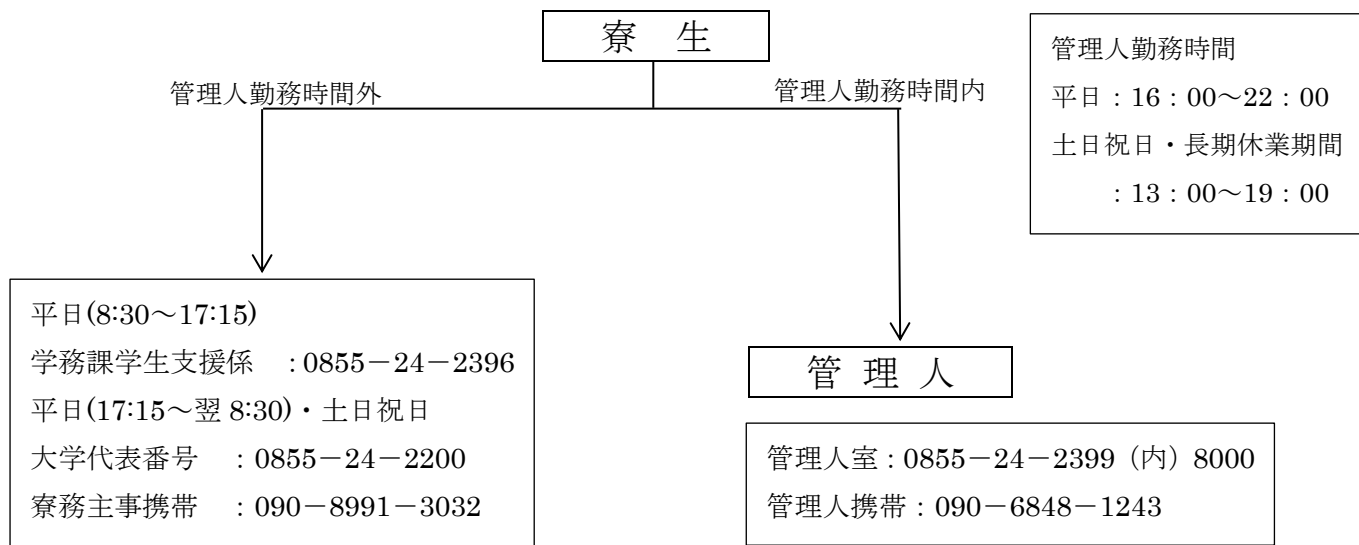 寮 生
管理人勤務時間外
管理人勤務時間内
管理人勤務時間
平日：16：00～22：00
土日祝日・長期休業期間
：13：00～19：00
平日(8:30～17:15)
学務課学生支援係 ：0855－24－2396
平日(17:15～翌 8:30)・土日祝日
大学代表番号 ：0855－24－2200
寮務主事携帯 ：090－8991－3032
管 理 人
管理人室：0855－24－2399（内）8000
管理人携帯：090－6848－1243